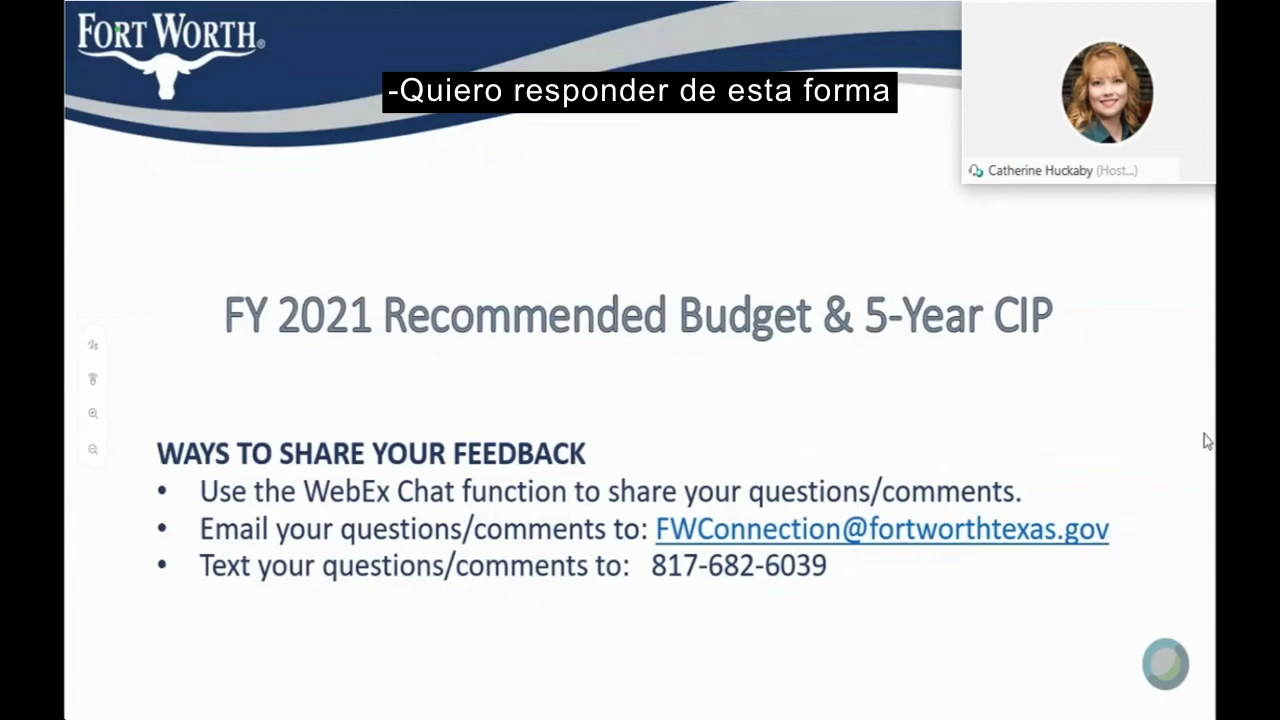 FORT WORTH®
-Quiero responder de esta forma
Catherine Huckaby (Host...)
FY 2021 Recommended Budget & 5-Year CIP
WAYS TO SHARE YOUR FEEDBACK
• Use the WebEx Chat function to share your questions/comments.
• Email your questions/comments to: FWConnection@fortworthtexas.gov
• Text your questions/comments to: 817-682-6039